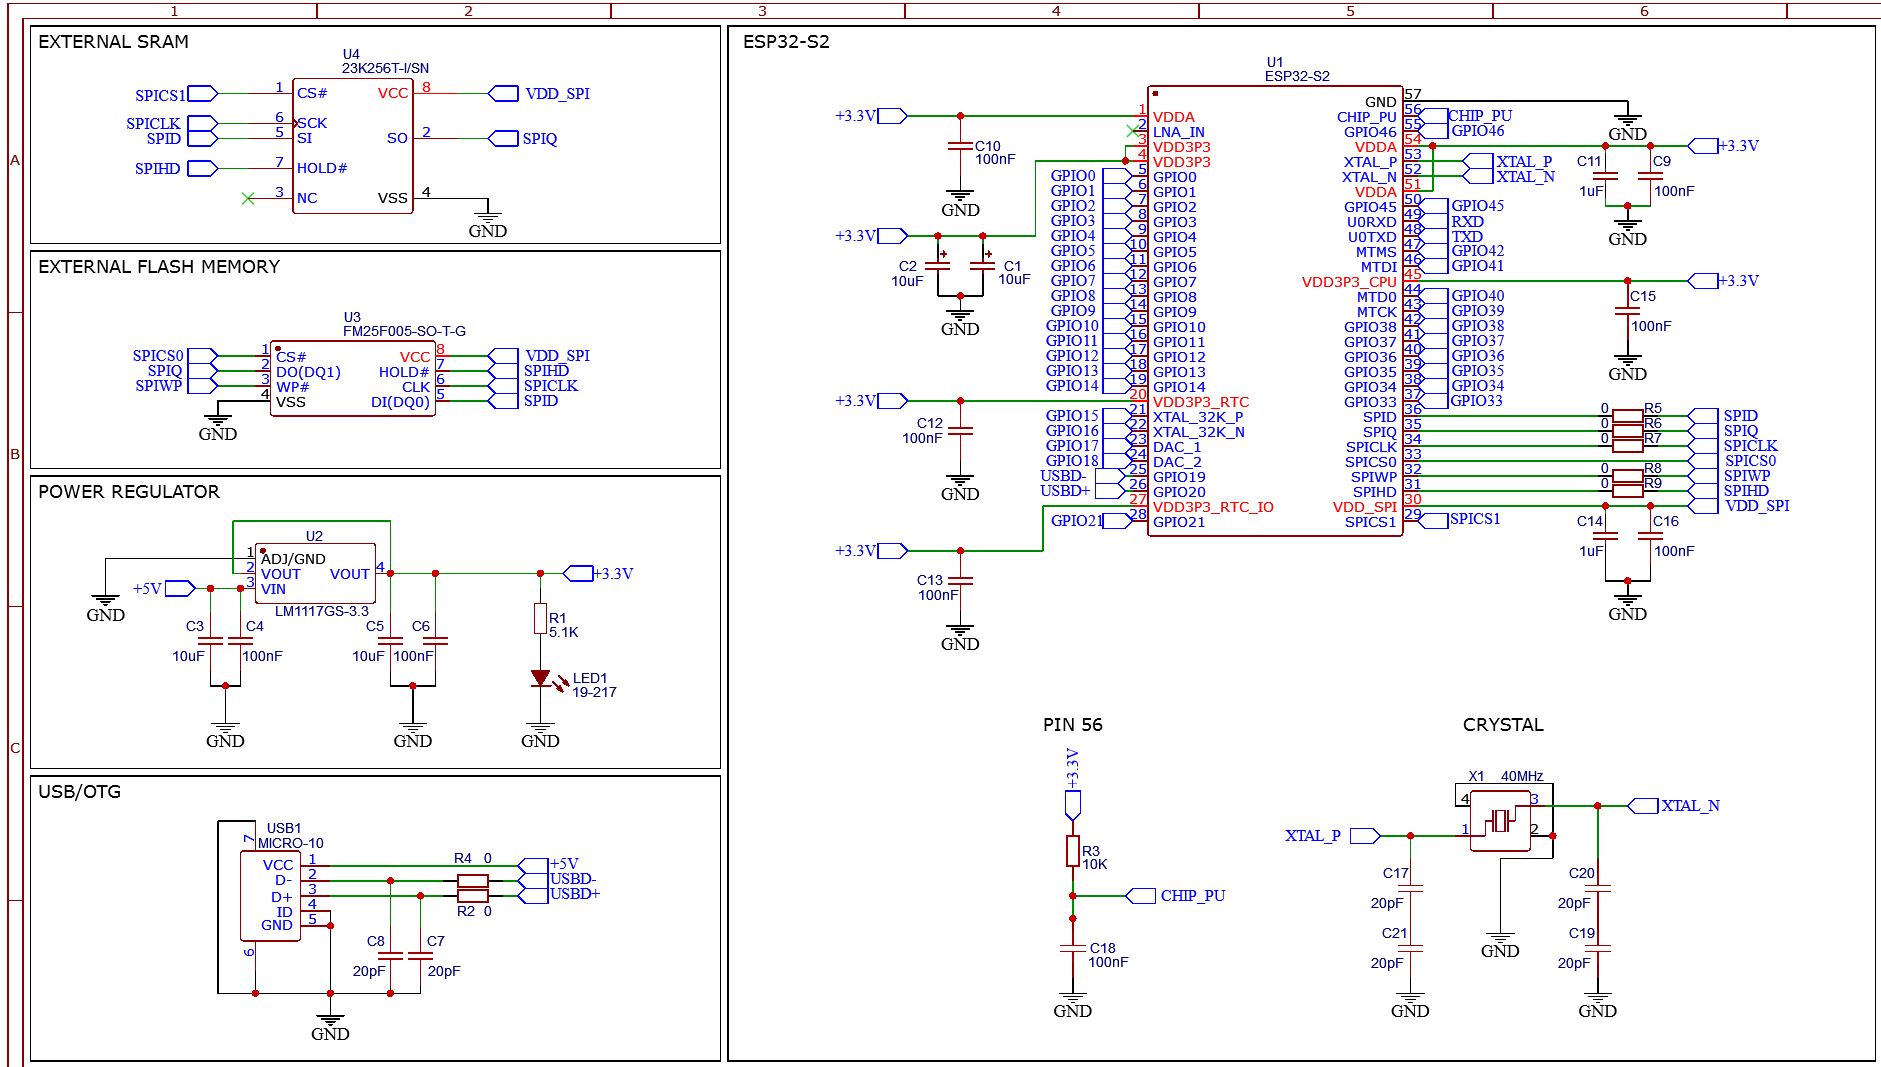 1 2 3 4 5 6
A
B
C
EXTERNAL SRAM
U4
23K256T-I/SN
SPICS1 1 CS# VCC 8 VDD_SPI
SPICLK 6 SCK
SPID 5 SI SO 2 SPIQ
SPIHD 7 HOLD#
3 NC VSS 4
GND
EXTERNAL FLASH MEMORY
U3
FM25F005-SO-T-G
SPICS0 1 CS# VCC 8 VDD_SPI
SPIQ 2 DO(DQ1) HOLD# 7 SPIHD
SPIWP 3 WP# CLK 6 SPICLK
4 VSS DI(DQ0) 5 SPID
GND
POWER REGULATOR
U2
1 ADJ/GND
2 VOUT VOUT 4 +3.3V
+5V 3 VIN
LM1117GS-3.3
GND
C3 C4 C5 C6 R1
5.1K
10uF 100nF 10uF 100nF
LED1
19-217
GND GND GND
USB/OTG
USB1
MICRO-10
7
VCC 1 R4 0 +5V
D- 2 USBD-
D+ 3 USBD+
ID 4 R2 0
GND 5
6
C8 C7
20pF 20pF
GND
ESP32-S2
U1
ESP32-S2
GND 57
GND
+3.3V 1 VDDA CHIP_PU 56 CHIP_PU
2 LNA_IN GPIO46 55 GPIO46
3 VDD3P3 VDDA 54 +3.3V
4 VDD3P3 XTAL_P 53 XTAL_P
GPIO0 5 GPIO0 XTAL_N 52 XTAL_N
GPIO1 6 GPIO1 VDDA 51
GPIO2 7 GPIO2 GPIO45 50 GPIO45
GPIO3 8 GPIO3 U0RXD 49 RXD
+3.3V GPIO4 9 GPIO4 U0TXD 48 TXD
GPIO5 10 GPIO5 MTMS 47 GPIO42
GPIO6 11 GPIO6 MTDI 46 GPIO41
GPIO7 12 GPIO7 VDD3P3_CPU 45 +3.3V
GPIO8 13 GPIO8 MTD0 44 GPIO40
GPIO9 14 GPIO9 MTCK 43 GPIO39
GPIO10 15 GPIO10 GPIO38 42 GPIO38
GPIO11 16 GPIO11 GPIO37 41 GPIO37
GPIO12 17 GPIO12 GPIO36 40 GPIO36
GPIO13 18 GPIO13 GPIO35 39 GPIO35
GPIO14 19 GPIO14 GPIO34 38 GPIO34
+3.3V 20 VDD3P3_RTC GPIO33 37 GPIO33
GPIO15 21 XTAL_32K_P SPID 36 0 R5 SPID
GPIO16 22 XTAL_32K_N SPIQ 35 0 R6 SPIQ
GPIO17 23 DAC_1 SPICLK 34 0 R7 SPICLK
GPIO18 24 DAC_2 SPICS0 33 SPICS0
USBD- 25 GPIO19 SPIWP 32 0 R8 SPIWP
USBD+ 26 GPIO20 SPIHD 31 0 R9 SPIHD
27 VDD3P3_RTC_IO VDD_SPI 30 VDD_SPI
GPIO21 28 GPIO21 SPICS1 29 SPICS1
+3.3V
C10
100nF
GND
C2 C1
10uF 10uF
GND
C12
100nF
GND
C13
100nF
GND
C11 C9
1uF 100nF
GND
C15
100nF
GND
C14 C16
1uF 100nF
GND
PIN 56
+3.3V
R3
10K
CHIP_PU
C18
100nF
GND
CRYSTAL
X1 40MHz
4 3 XTAL_N
XTAL_P 1 2
C17 C20
20pF 20pF
C21 C19
20pF 20pF
GND
GND GND